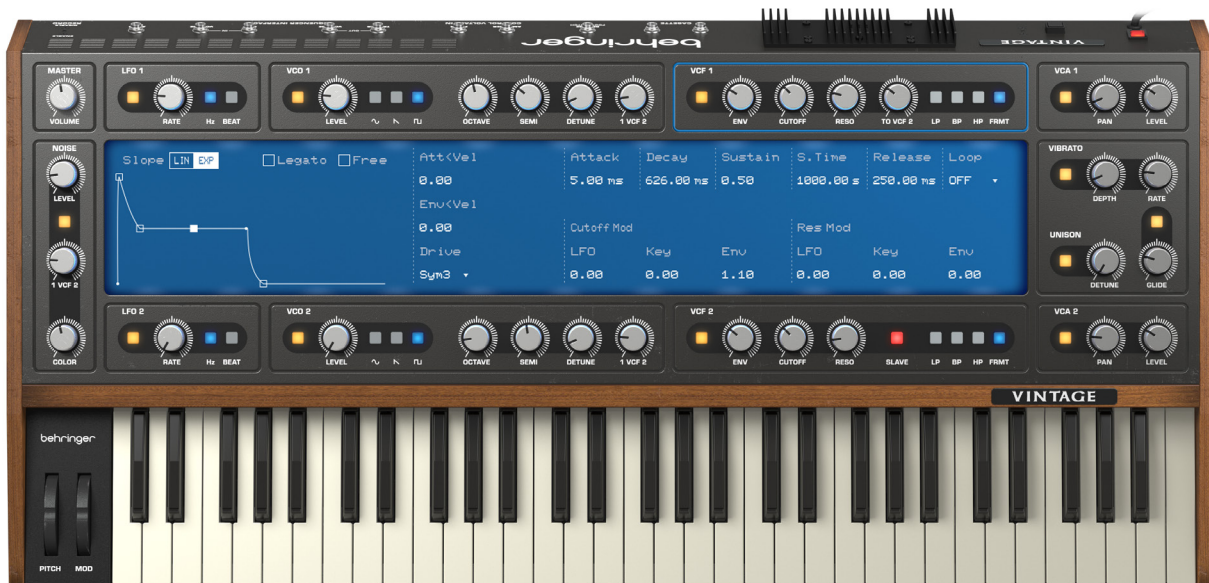 behringer
VINTAGE
MASTER
VOLUME
LFO 1
RATE Hz BEAT
VCO 1
LEVEL OCTAVE SEMI DETUNE 1 VCF 2
VCF 1
ENV CUTOFF RESO TO VCF 2 LP BP HP FRMT
VCA 1
PAN LEVEL
NOISE
LEVEL
1 VCF 2
COLOR
Slope LIN EXP Legato Free
Att<Vel Attack Decay Sustain S.Time Release Loop
0.00 5.00 ms 626.00 ms 0.50 1000.00 s 250.00 ms OFF
Env<Vel
0.00 Cutoff Mod Res Mod
Drive LFO Key Env LFO Key Env
Sym3 0.00 0.00 1.10 0.00 0.00 0.00
VIBRATO
DEPTH RATE
UNISON
DETUNE GLIDE
LFO 2
RATE Hz BEAT
VCO 2
LEVEL OCTAVE SEMI DETUNE 1 VCF 2
VCF 2
ENV CUTOFF RESO SLAVE LP BP HP FRMT
VCA 2
PAN LEVEL
VINTAGE
behringer
PITCH MOD